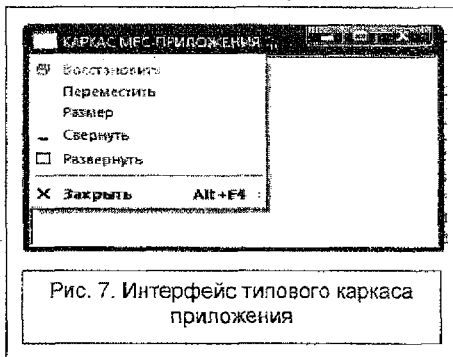 КАРКАС MFC-ПРИЛОЖЕНИЯ ...
Восстановить
Переместить
Размер
Свернуть
Развернуть
Закрыть Alt+F4
Рис. 7. Интерфейс типового каркаса
приложения